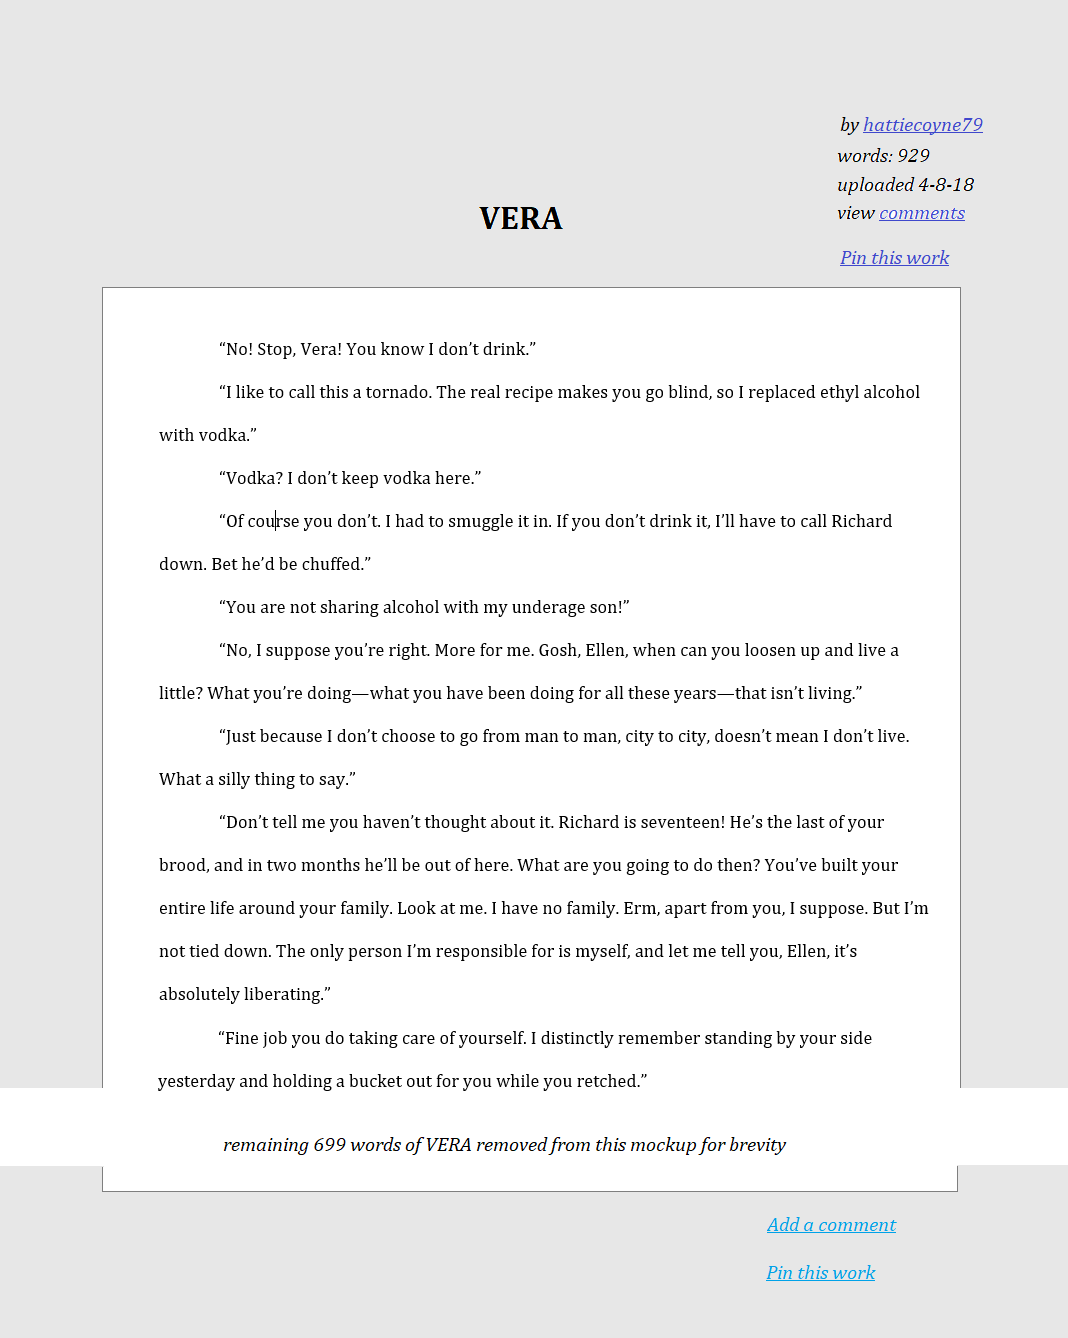 by hattiecoyne79
words: 929
uploaded 4-8-18
view comments
VERA
Pin this work
“No! Stop, Vera! You know I don’t drink.”
“I like to call this a tornado. The real recipe makes you go blind, so I replaced ethyl alcohol
with vodka.”
“Vodka? I don’t keep vodka here.”
“Of course you don’t. I had to smuggle it in. If you don’t drink it, I’ll have to call Richard
down. Bet he’d be chuffed.”
“You are not sharing alcohol with my underage son!”
“No, I suppose you’re right. More for me. Gosh, Ellen, when can you loosen up and live a
little? What you’re doing—what you have been doing for all these years—that isn’t living.”
“Just because I don’t choose to go from man to man, city to city, doesn’t mean I don’t live.
What a silly thing to say.”
“Don’t tell me you haven’t thought about it. Richard is seventeen! He’s the last of your
brood, and in two months he’ll be out of here. What are you going to do then? You’ve built your
entire life around your family. Look at me. I have no family. Erm, apart from you, I suppose. But I’m
not tied down. The only person I’m responsible for is myself, and let me tell you, Ellen, it’s
absolutely liberating.”
“Fine job you do taking care of yourself. I distinctly remember standing by your side
yesterday and holding a bucket out for you while you retched.”
remaining 699 words of VERA removed from this mockup for brevity
Add a comment
Pin this work